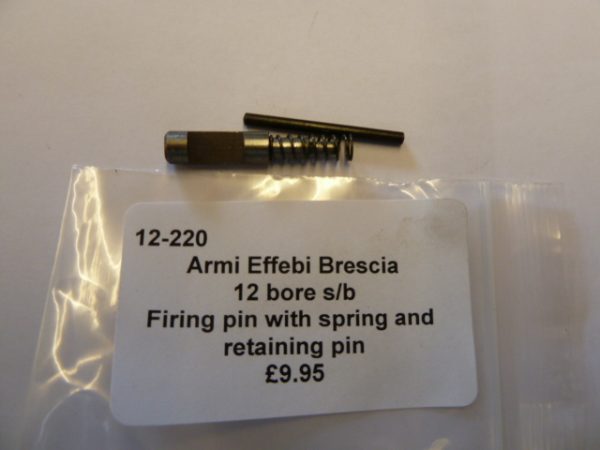 12-220
Armi Effebi Brescia
12 bore s/b
Firing pin with spring and
retaining pin
£9.95